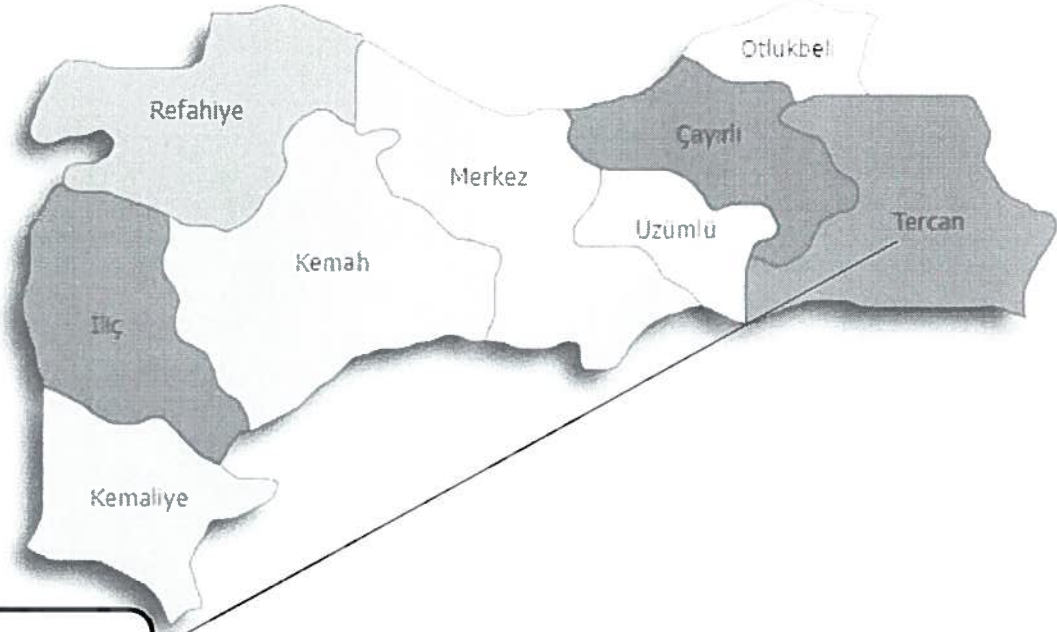 Otlukbeli
Refahiye
Çayırlı
Merkez
Tercan
Üzümlü
Kemah
İliç
Kemaliye